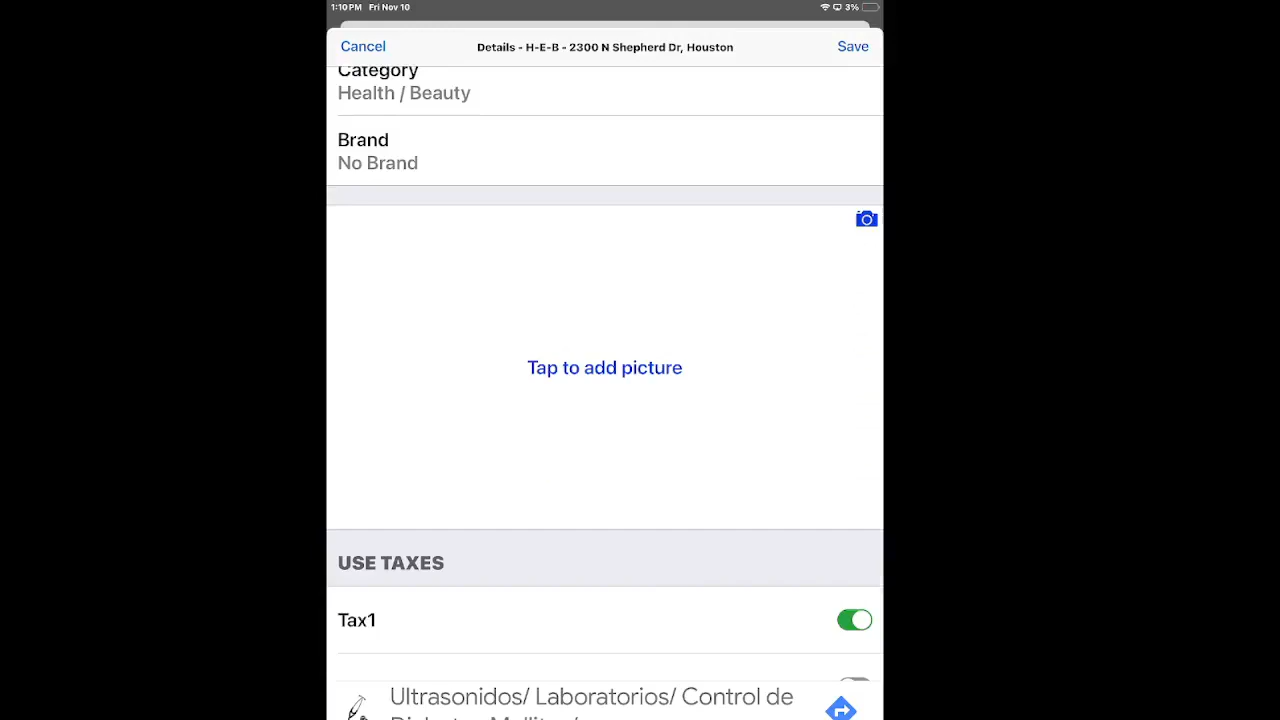 1:10 PM Fri Nov 10 3%
Cancel Details - H-E-B - 2300 N Shepherd Dr, Houston Save
Category
Health / Beauty
Brand
No Brand
Tap to add picture
USE TAXES
Tax1
Ultrasonidos/ Laboratorios/ Control de